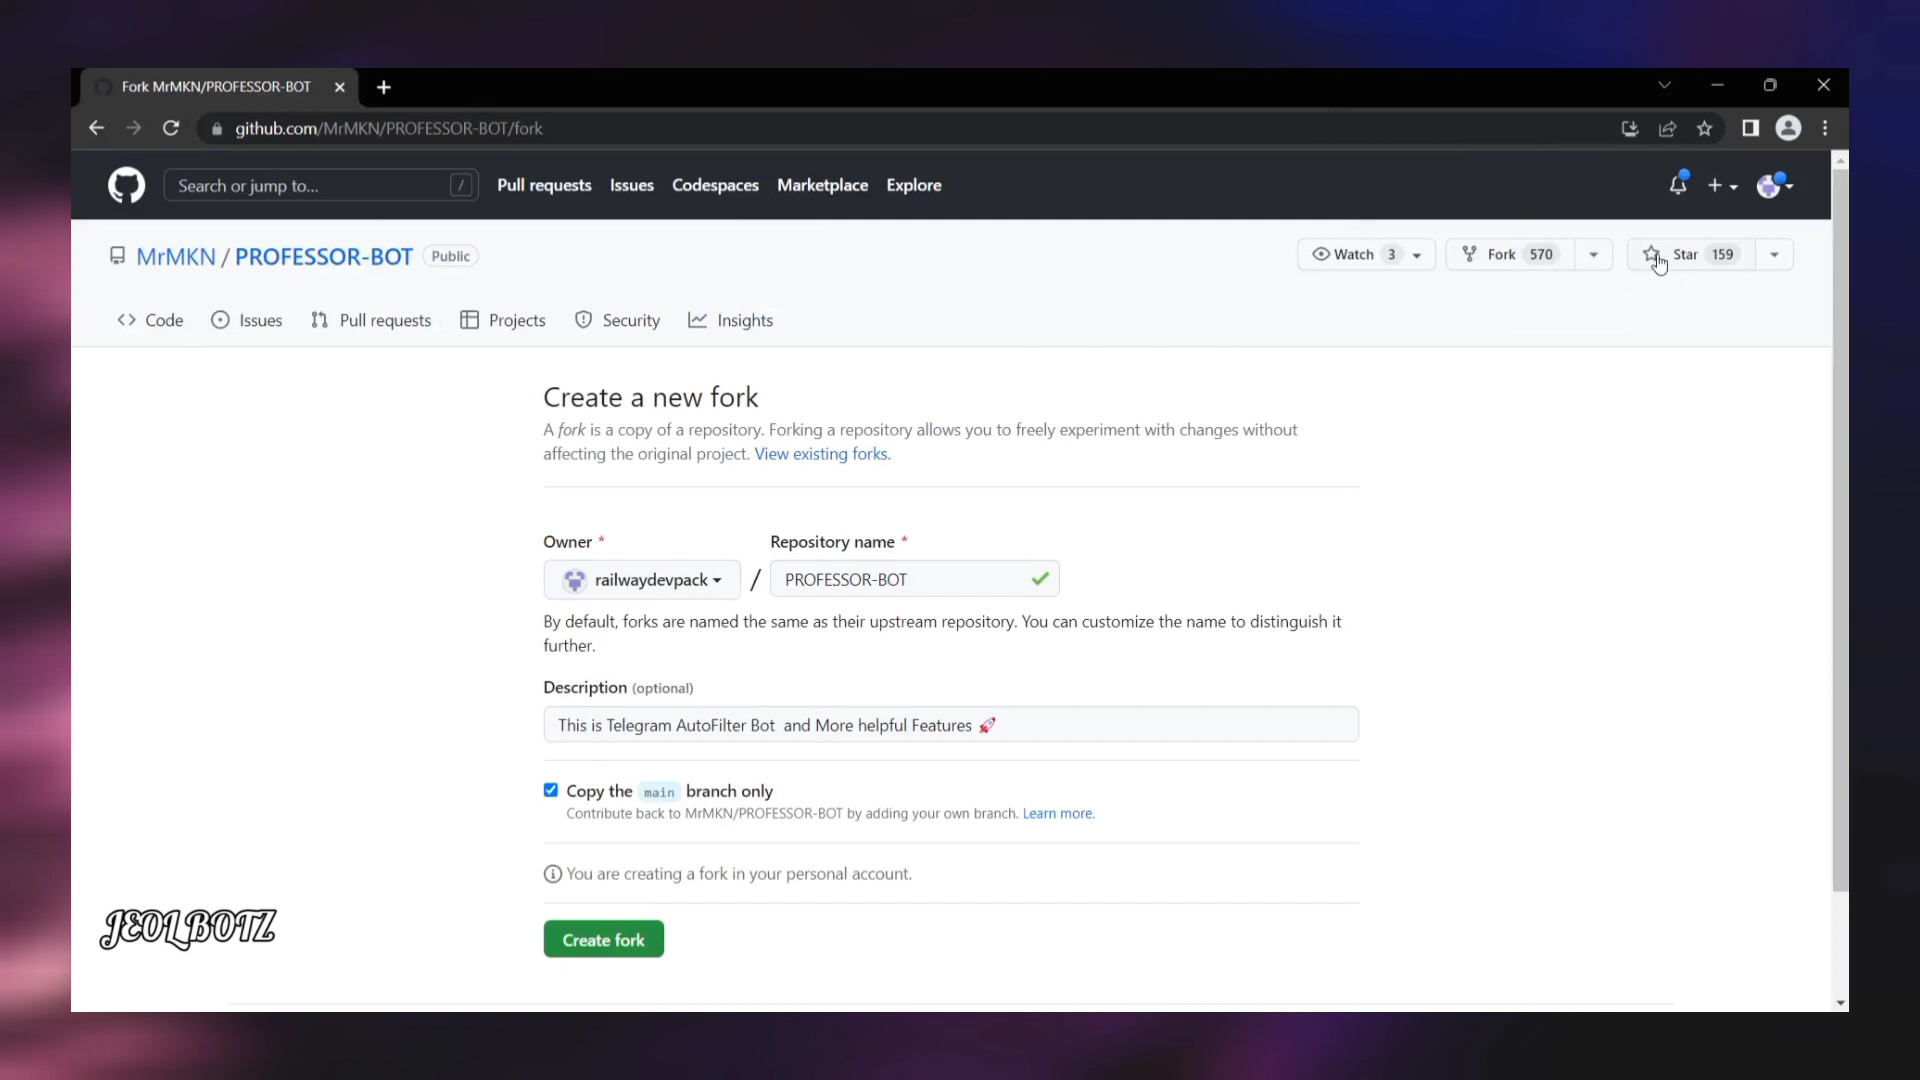 Fork MrMKN/PROFESSOR-BOT
github.com/MrMKN/PROFESSOR-BOT/fork
Search or jump to... /
Pull requests Issues Codespaces Marketplace Explore
MrMKN / PROFESSOR-BOT Public
Watch 3 Fork 570 Star 159
Code Issues Pull requests Projects Security Insights
Create a new fork
A fork is a copy of a repository. Forking a repository allows you to freely experiment with changes without
affecting the original project. View existing forks.
Owner * Repository name *
railwaydevpack / PROFESSOR-BOT
By default, forks are named the same as their upstream repository. You can customize the name to distinguish it
further.
Description (optional)
This is Telegram AutoFilter Bot and More helpful Features 🚀
Copy the main branch only
Contribute back to MrMKN/PROFESSOR-BOT by adding your own branch. Learn more.
You are creating a fork in your personal account.
JEOL BOTZ
Create fork